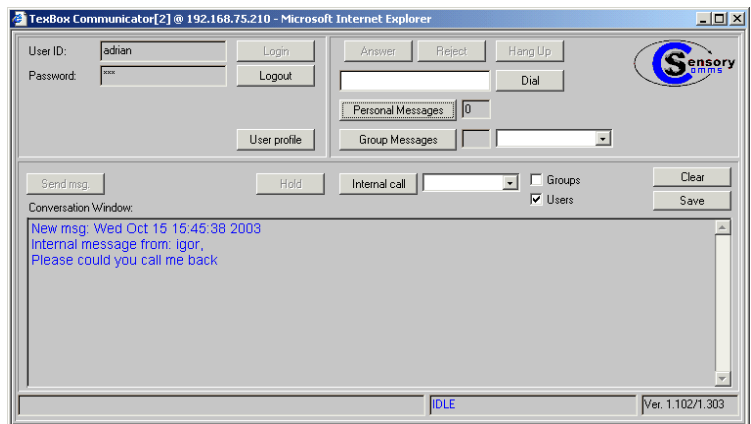 TexBox Communicator[2] @ 192.168.75.210 - Microsoft Internet Explorer
User ID:
adrian
Login
Password:
***
Logout
User profile
Answer
Reject
Hang Up
Dial
Personal Messages
0
Group Messages
Sensory
Comms
Send msg.
Hold
Internal call
Groups
Users
Clear
Save
Conversation Window:
New msg: Wed Oct 15 15:45:38 2003
Internal message from: igor,
Please could you call me back
IDLE
Ver. 1.102/1.303